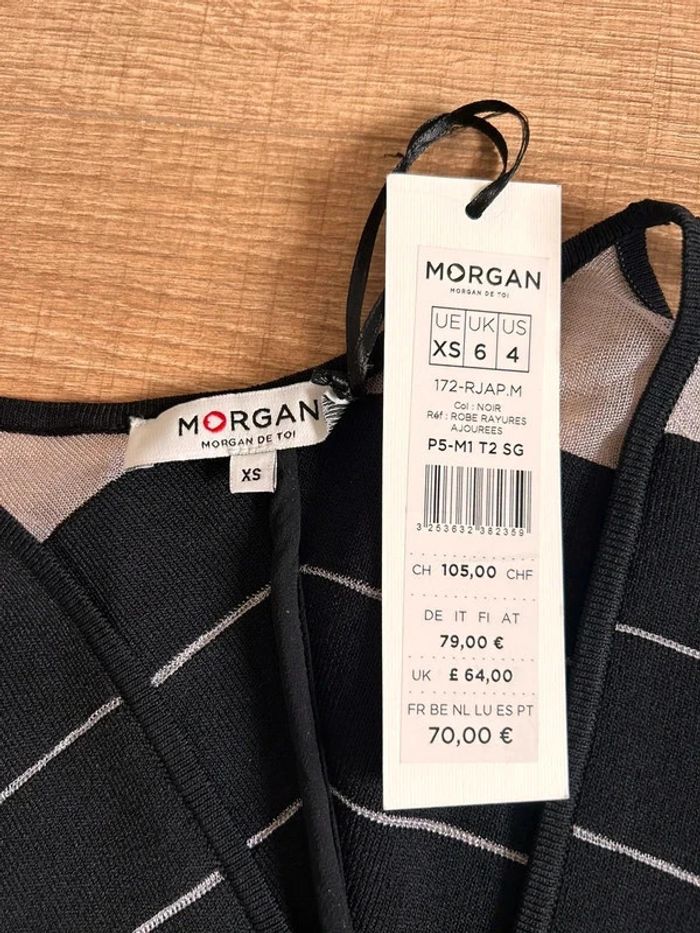 MORGAN
MORGAN DE TOI
XS
MORGAN
MORGAN DE TOI
UE UK US
XS 6 4
172-RJAP.M
Col : NOIR
Réf : ROBE RAYURES
AJOUREES
P5-M1 T2 SG
3 253632 382359
CH 105,00 CHF
DE IT FI AT
79,00 €
UK £ 64,00
FR BE NL LU ES PT
70,00 €